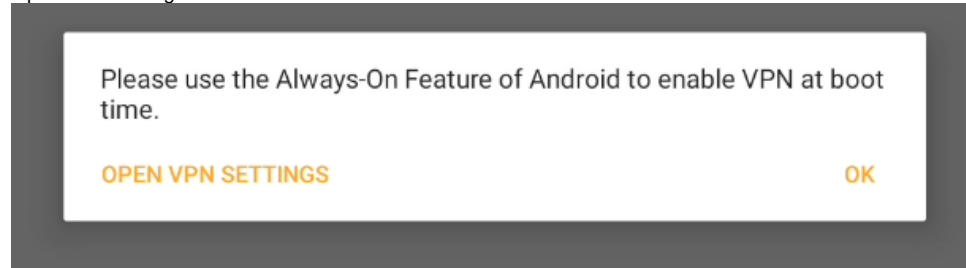 Please use the Always-On Feature of Android to enable VPN at boot
time.
OPEN VPN SETTINGS
OK